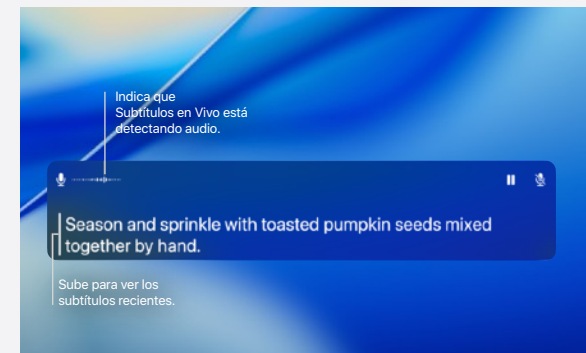 Indica que
Subtítulos en Vivo está
detectando audio.
Season and sprinkle with toasted pumpkin seeds mixed
together by hand.
Sube para ver los
subtítulos recientes.